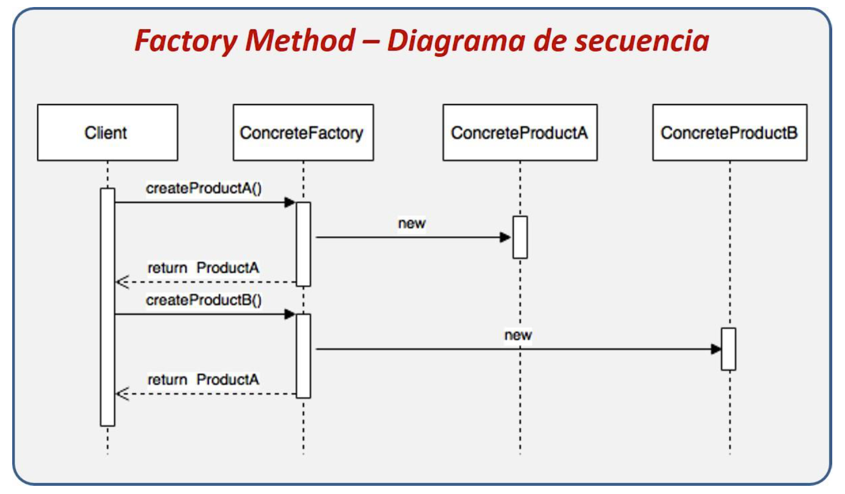 Factory Method – Diagrama de secuencia
Client
ConcreteFactory
ConcreteProductA
ConcreteProductB
createProductA()
new
return ProductA
createProductB()
new
return ProductA